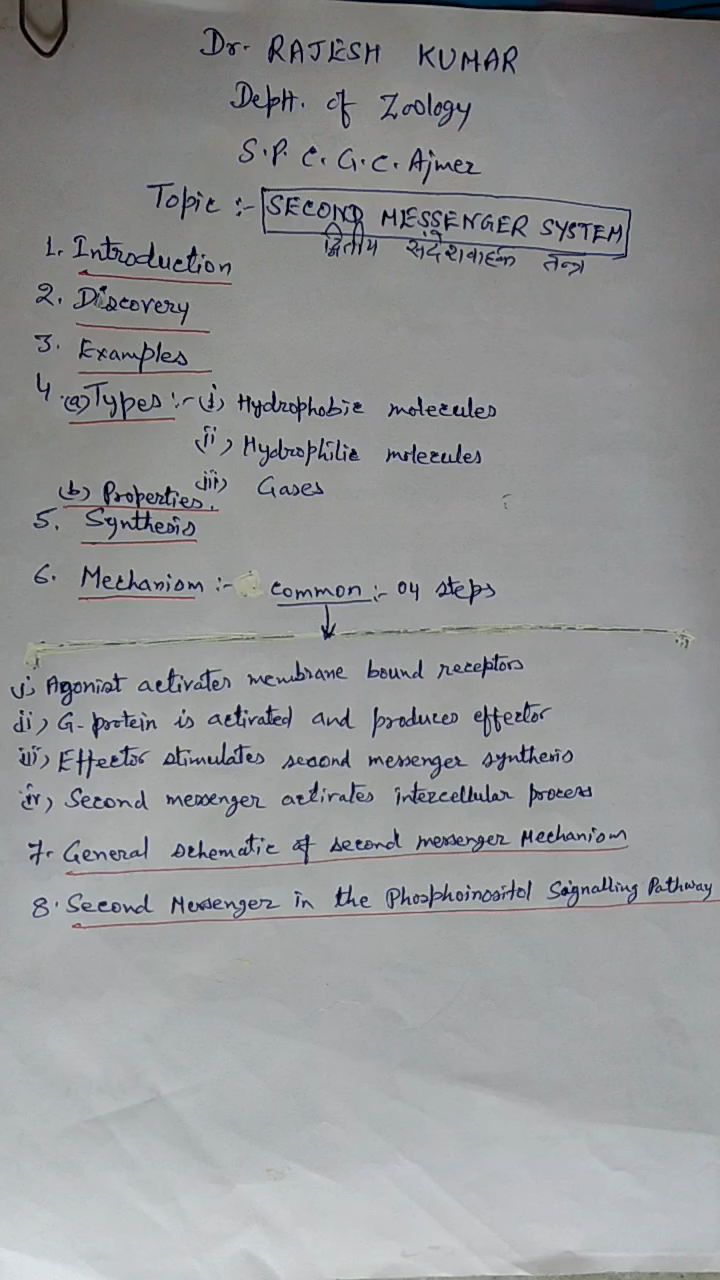 Dr. RAJESH KUMAR
Deptt. of Zoology
S.P.C.G.C. Ajmer
Topic :- SECOND MESSENGER SYSTEM
द्वितीय संदेशवाहक तन्त्र
1. Introduction
2. Discovery
3. Examples
4. (a) Types :- (i) Hydrophobic molecules
(ii) Hydrophilic molecules
(iii) Gases
(b) Properties.
5. Synthesis
6. Mechanism :- common :- 04 steps
i) Agonist activates membrane bound receptors
ii) G-protein is activated and produces effector
iii) Effector stimulates second messenger synthesis
iv) Second messenger activates intercellular process
7. General schematic of second messenger Mechanism
8. Second Messenger in the Phosphoinositol Signalling Pathway